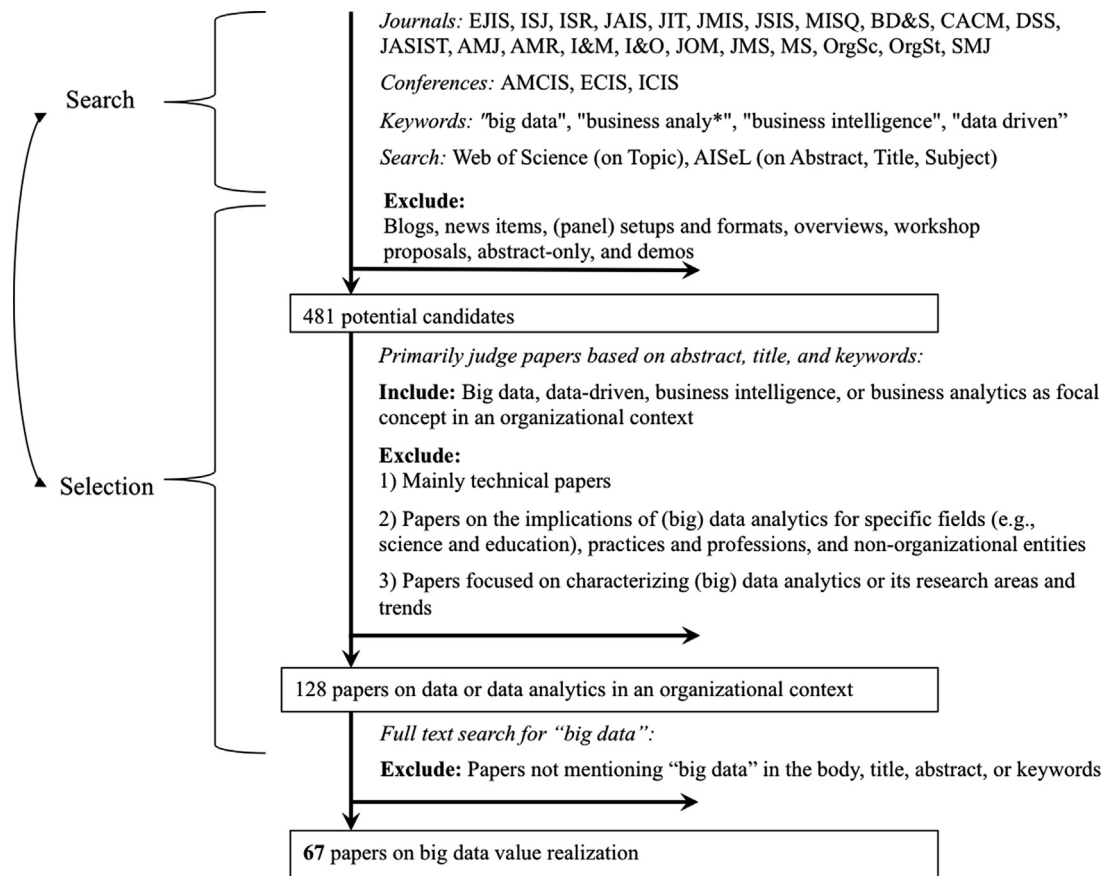 Journals: EJIS, ISJ, ISR, JAIS, JIT, JMIS, JSIS, MISQ, BD&S, CACM, DSS,
JASIST, AMJ, AMR, I&M, I&O, JOM, JMS, MS, OrgSc, OrgSt, SMJ
Conferences: AMCIS, ECIS, ICIS
Search
Keywords: "big data", "business analy*", "business intelligence", "data driven”
Search: Web of Science (on Topic), AISeL (on Abstract, Title, Subject)
Exclude:
Blogs, news items, (panel) setups and formats, overviews, workshop
proposals, abstract-only, and demos
481 potential candidates
Primarily judge papers based on abstract, title, and keywords:
Include: Big data, data-driven, business intelligence, or business analytics as focal
concept in an organizational context
Exclude:
1) Mainly technical papers
Selection
2) Papers on the implications of (big) data analytics for specific fields (e.g.,
science and education), practices and professions, and non-organizational entities
3) Papers focused on characterizing (big) data analytics or its research areas and
trends
128 papers on data or data analytics in an organizational context
Full text search for “big data”:
Exclude: Papers not mentioning “big data” in the body, title, abstract, or keywords
67 papers on big data value realization